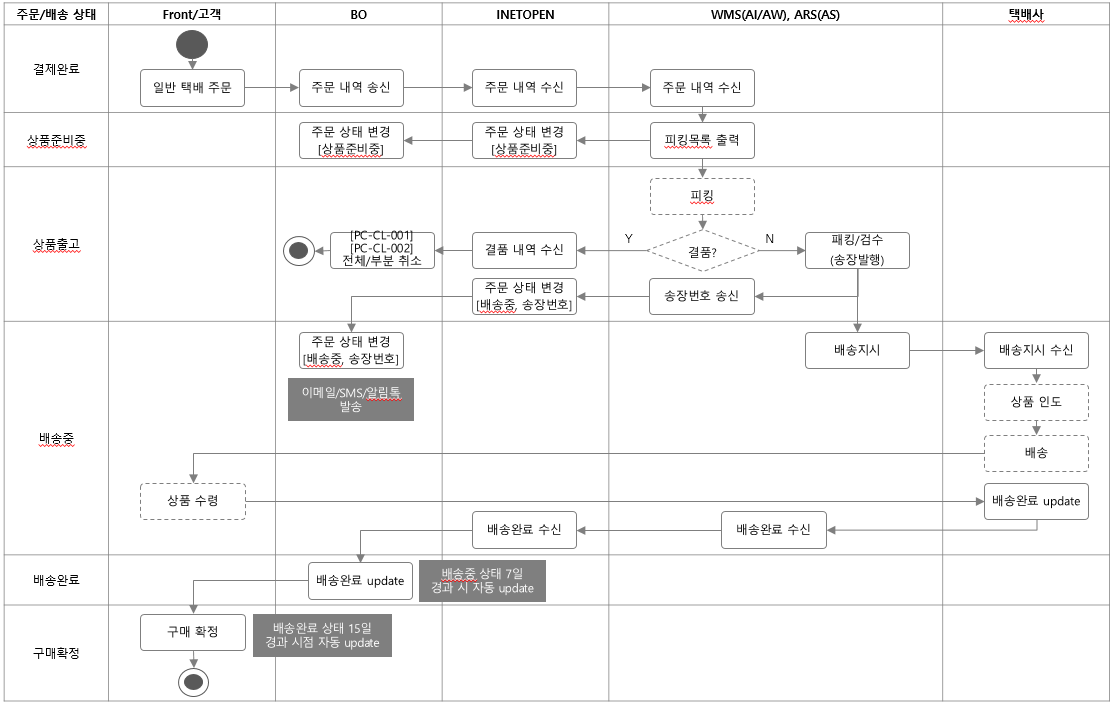 주문/배송 상태
Front/고객
BO
INETOPEN
WMS(AI/AW), ARS(AS)
택배사
결제완료
일반 택배 주문
주문 내역 송신
주문 내역 수신
주문 내역 수신
상품준비중
주문 상태 변경
[상품준비중]
주문 상태 변경
[상품준비중]
피킹목록 출력
상품출고
피킹
[PC-CL-001]
[PC-CL-002]
전체/부분 취소
결품 내역 수신
Y
결품?
N
패킹/검수
(송장발행)
주문 상태 변경
[배송중, 송장번호]
송장번호 송신
배송중
주문 상태 변경
[배송중, 송장번호]
배송지시
배송지시 수신
이메일/SMS/알림톡
발송
상품 인도
배송
상품 수령
배송완료 update
배송완료 수신
배송완료 수신
배송완료
배송완료 update
배송중 상태 7일
경과 시 자동 update
구매확정
구매 확정
배송완료 상태 15일
경과 시점 자동 update